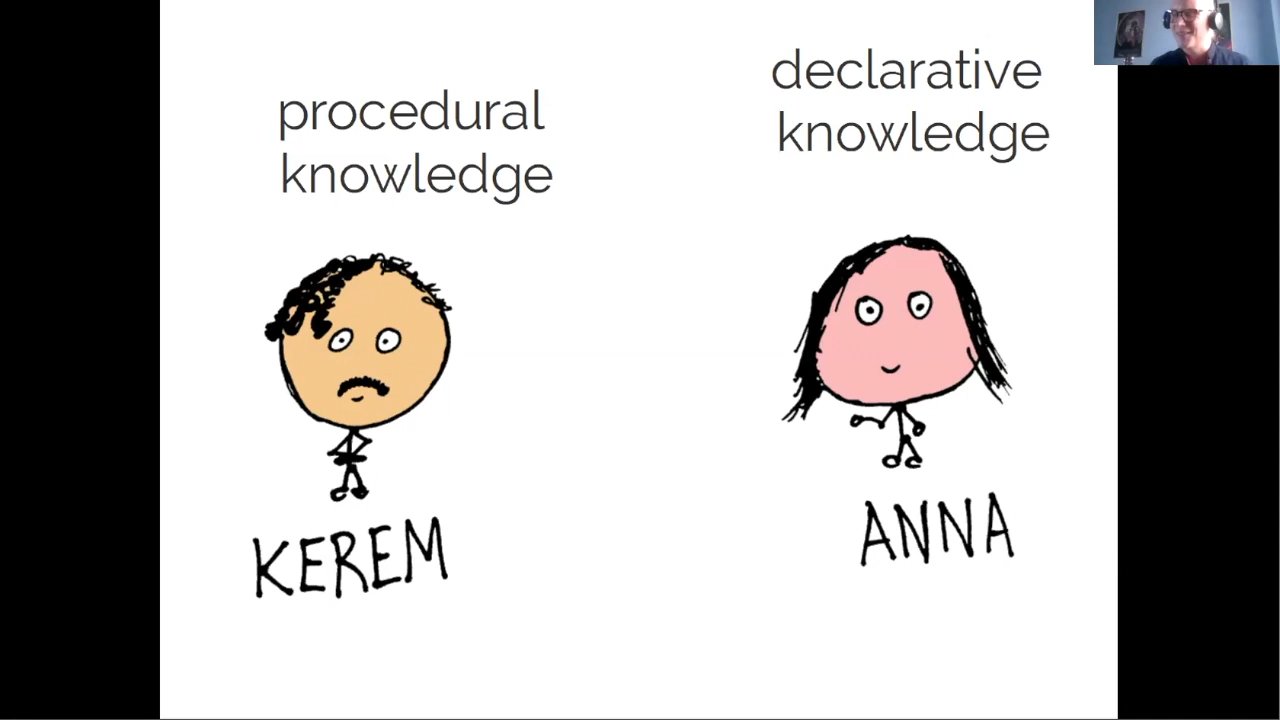 procedural
knowledge
declarative
knowledge
KEREM
ANNA